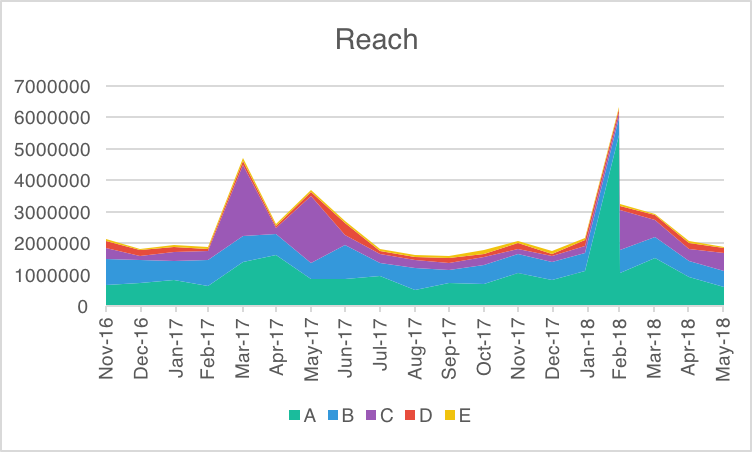 Reach
7000000
6000000
5000000
4000000
3000000
2000000
1000000
0
Nov-16
Dec-16
Jan-17
Feb-17
Mar-17
Apr-17
May-17
Jun-17
Jul-17
Aug-17
Sep-17
Oct-17
Nov-17
Dec-17
Jan-18
Feb-18
Mar-18
Apr-18
May-18
A B C D E